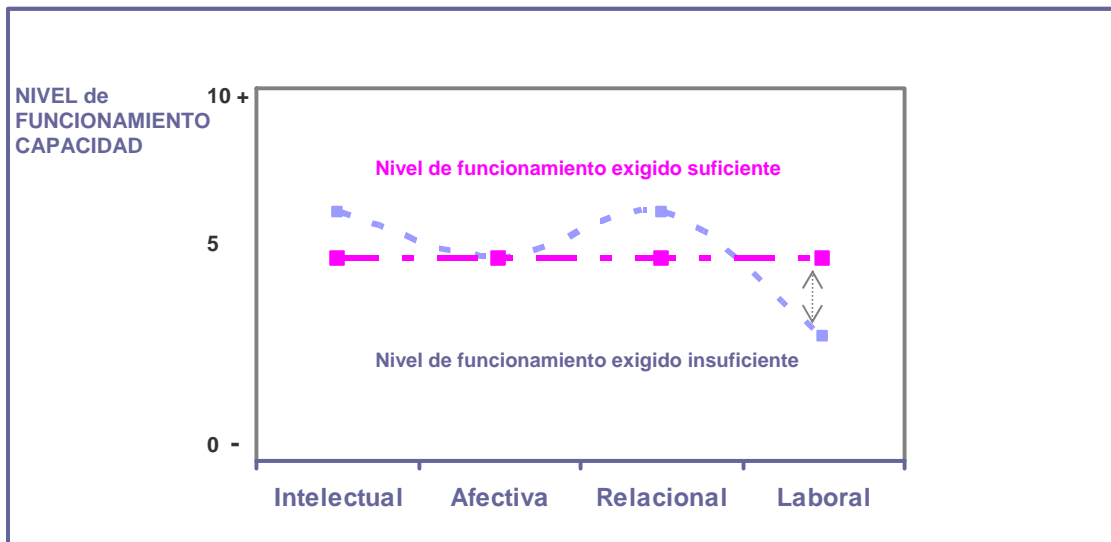 NIVEL de
FUNCIONAMIENTO
CAPACIDAD
10 +
Nivel de funcionamiento exigido suficiente
5
Nivel de funcionamiento exigido insuficiente
0 -
Intelectual Afectiva Relacional Laboral